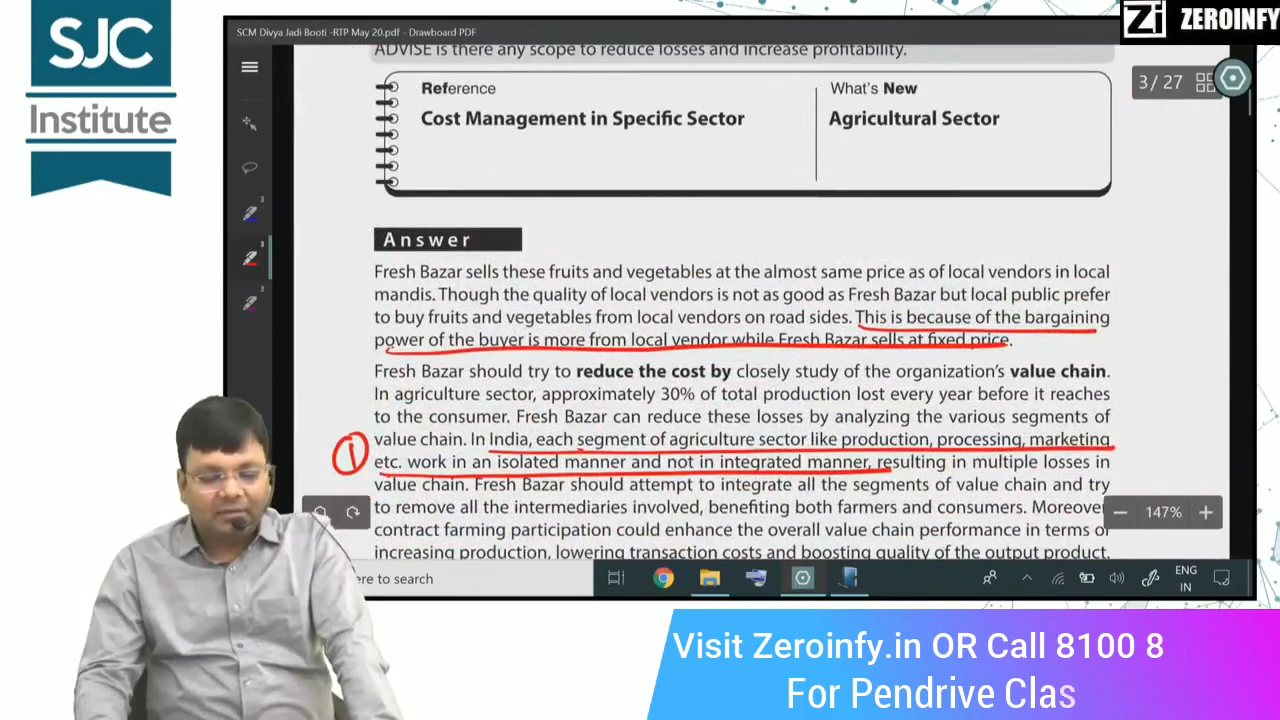 SJC
Institute
Zi ZEROINFY
SCM Divya Jadi Booti -RTP May 20.pdf - Drawboard PDF
ADVISE is there any scope to reduce losses and increase profitability.
3 / 27
Reference
What's New
Cost Management in Specific Sector
Agricultural Sector
3
3
3
Answer
Fresh Bazar sells these fruits and vegetables at the almost same price as of local vendors in local
mandis. Though the quality of local vendors is not as good as Fresh Bazar but local public prefer
to buy fruits and vegetables from local vendors on road sides. This is because of the bargaining
power of the buyer is more from local vendor while Fresh Bazar sells at fixed price.
Fresh Bazar should try to reduce the cost by closely study of the organization's value chain.
In agriculture sector, approximately 30% of total production lost every year before it reaches
to the consumer. Fresh Bazar can reduce these losses by analyzing the various segments of
value chain. In India, each segment of agriculture sector like production, processing, marketing
1
etc. work in an isolated manner and not in integrated manner, resulting in multiple losses in
value chain. Fresh Bazar should attempt to integrate all the segments of value chain and try
to remove all the intermediaries involved, benefiting both farmers and consumers. Moreover
147%
contract farming participation could enhance the overall value chain performance in terms of
increasing production, lowering transaction costs and boosting quality of the output product.
ere to search
ENG
IN
Visit Zeroinfy.in OR Call 8100 8
For Pendrive Clas